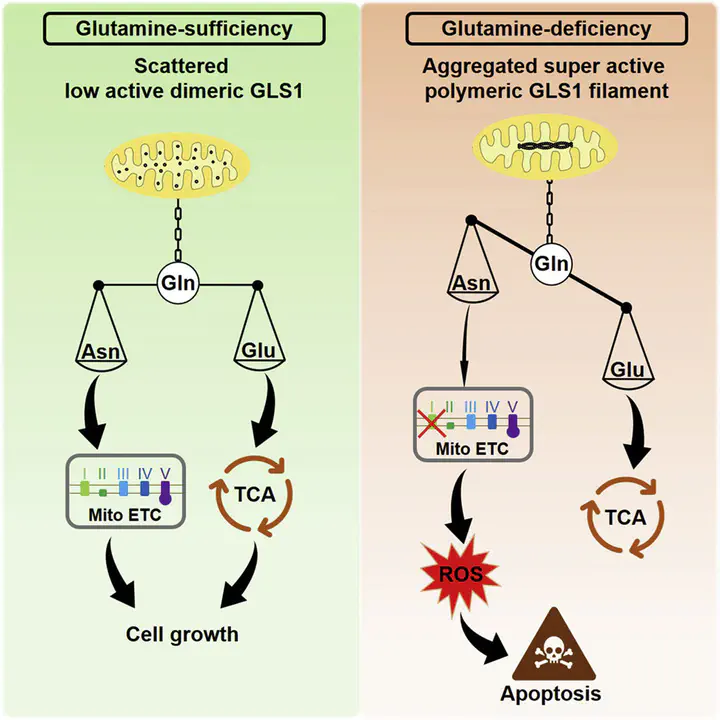 Glutamine-sufficiency
Scattered
low active dimeric GLS1
Gln
Asn
Glu
I II III IV V
Mito ETC
TCA
Cell growth
Glutamine-deficiency
Aggregated super active
polymeric GLS1 filament
Gln
Asn
Glu
I II III IV V
Mito ETC
TCA
ROS
Apoptosis